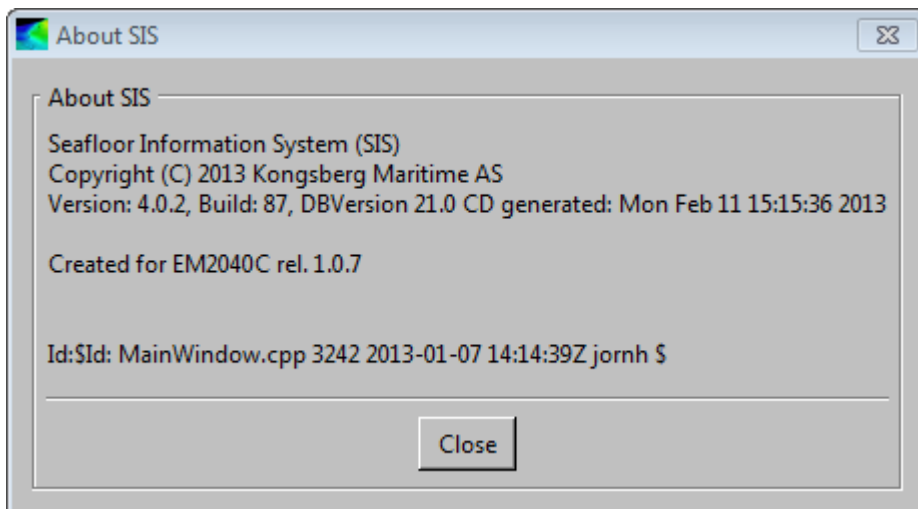 About SIS
About SIS
Seafloor Information System (SIS)
Copyright (C) 2013 Kongsberg Maritime AS
Version: 4.0.2, Build: 87, DBVersion 21.0 CD generated: Mon Feb 11 15:15:36 2013
Created for EM2040C rel. 1.0.7
Id:$Id: MainWindow.cpp 3242 2013-01-07 14:14:39Z jornh $
Close